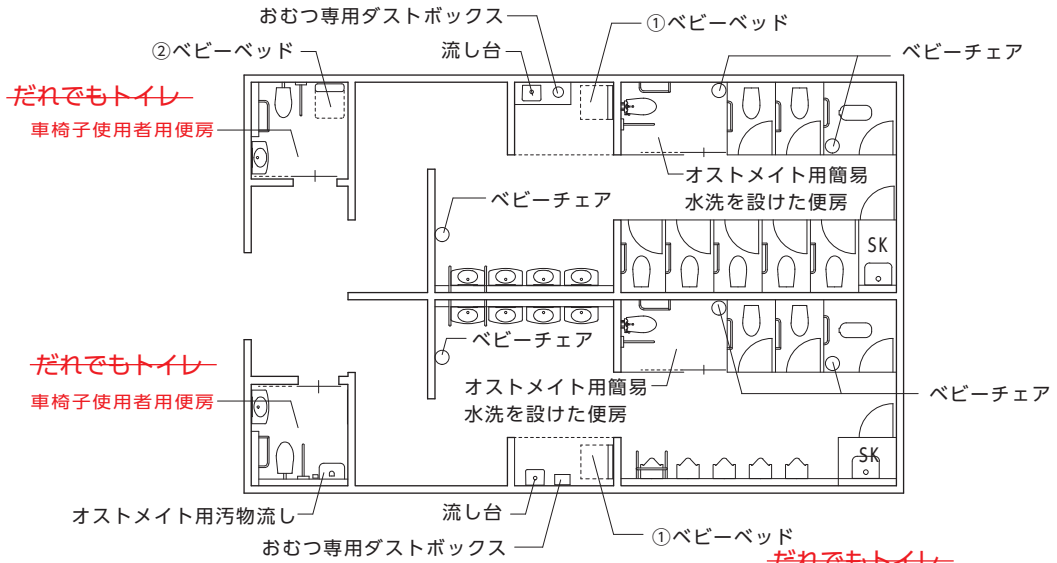 おむつ専用ダストボックス
①ベビーベッド
②ベビーベッド
流し台
ベビーチェア
だれでもトイレ
車椅子使用者用便房
オストメイト用簡易
水洗を設けた便房
ベビーチェア
SK
ベビーチェア
だれでもトイレ
車椅子使用者用便房
オストメイト用簡易
水洗を設けた便房
ベビーチェア
SK
オストメイト用汚物流し
流し台
おむつ専用ダストボックス
①ベビーベッド
だれでもトイレ